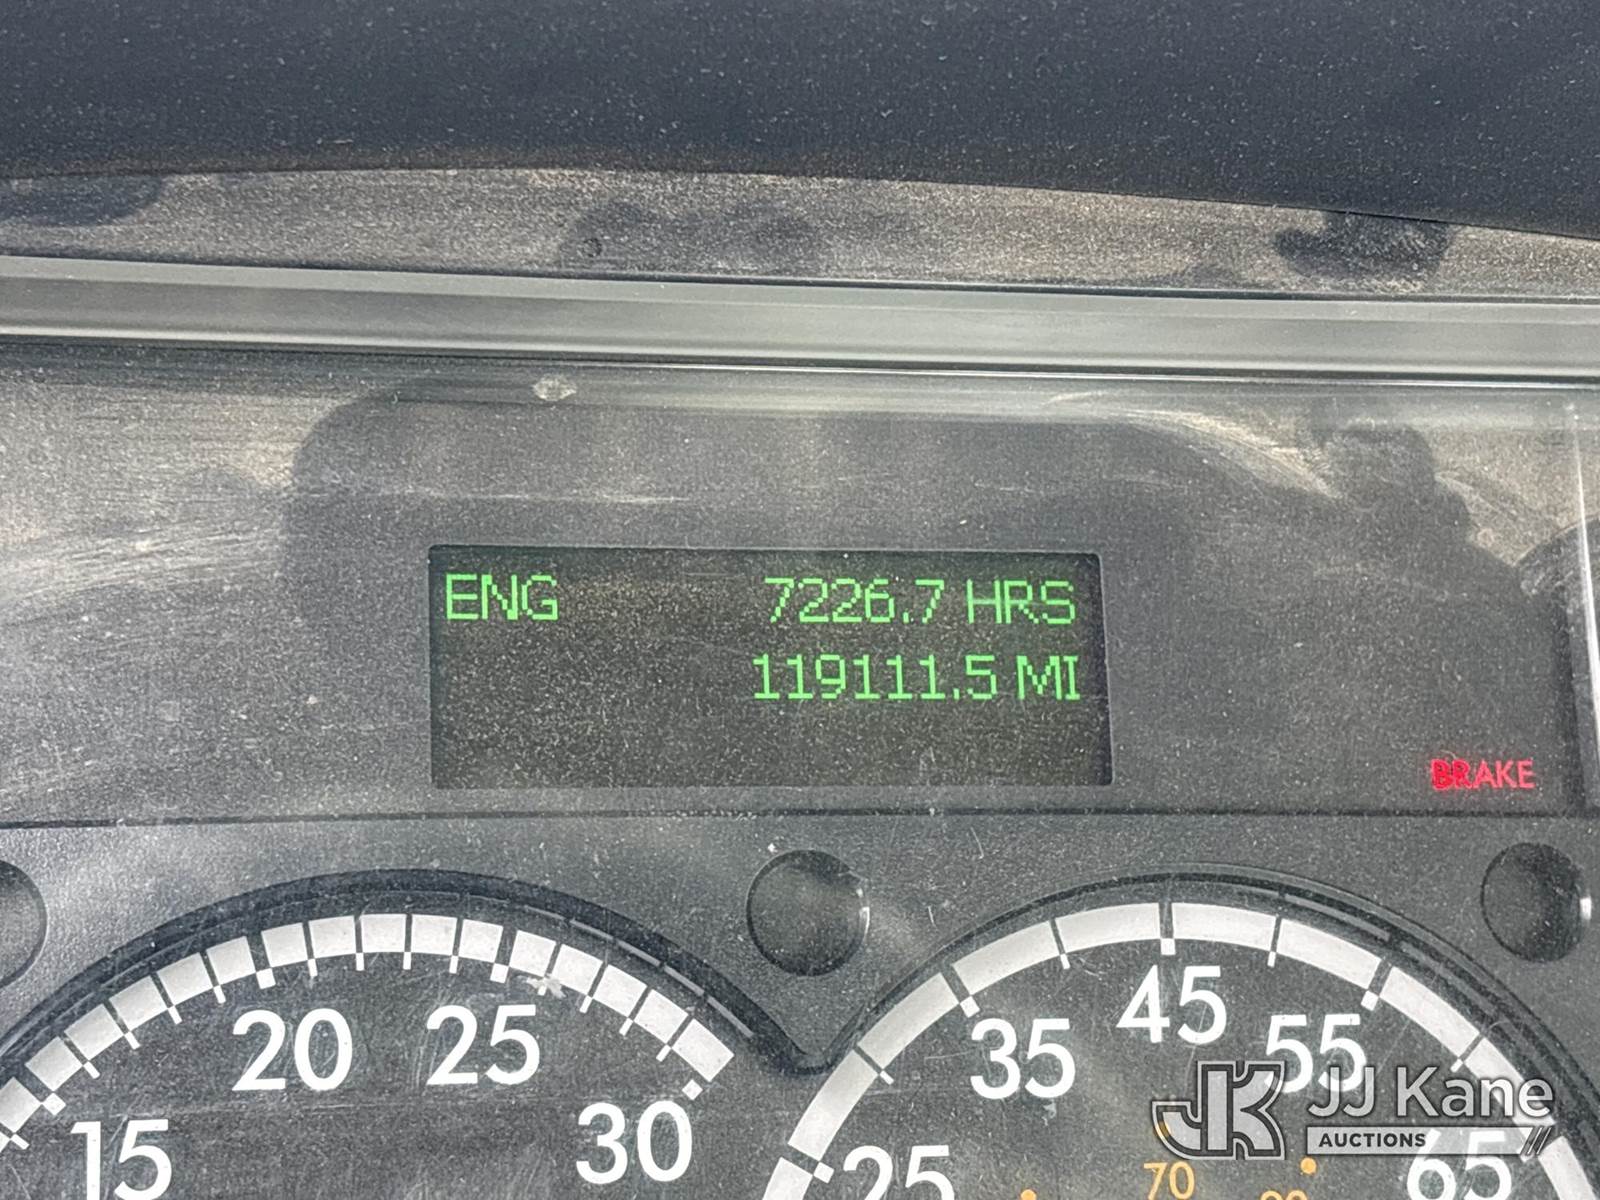 ENG 7226.7 HRS
119111.5 MI
BRAKE
15 20 25 30
25 35 45 55 65
70
JJ Kane
AUCTIONS